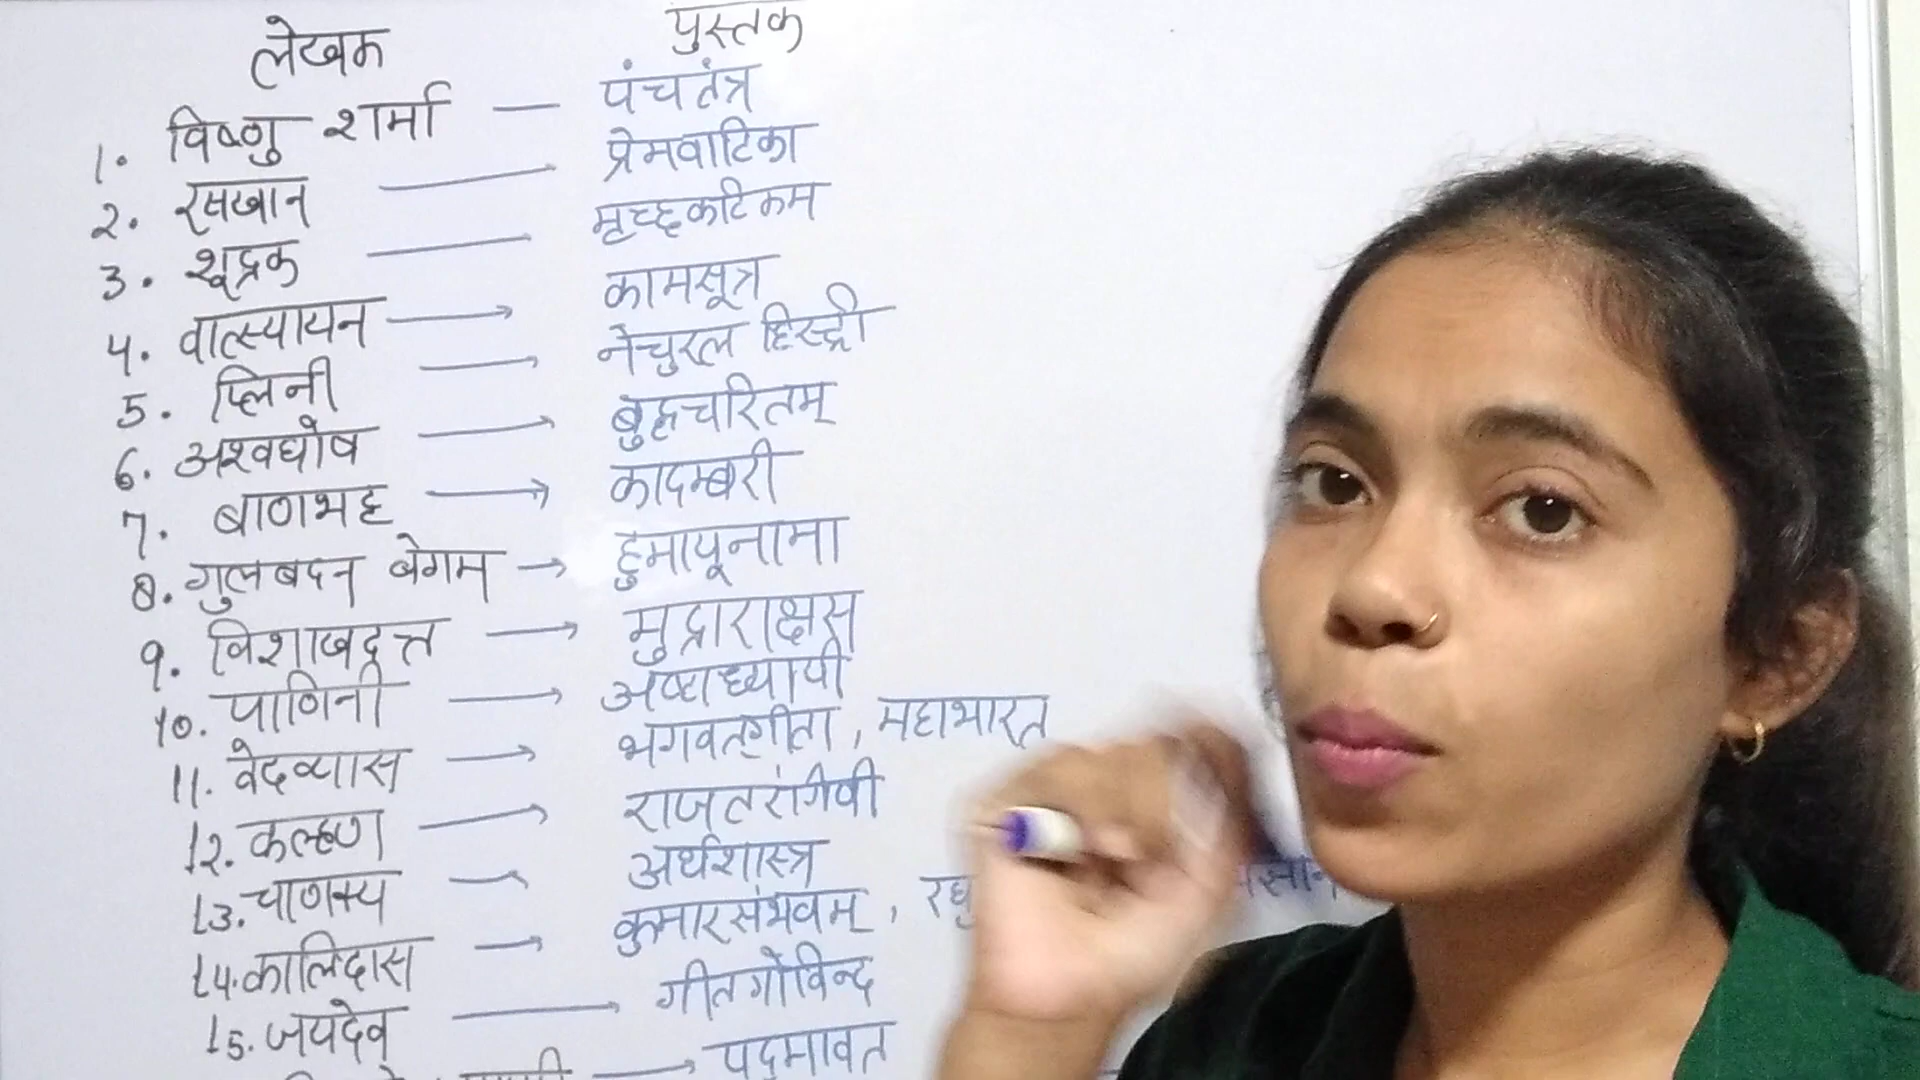 लेखक पुस्तक
1. विष्णु शर्मा — पंचतंत्र
2. रसखान → प्रेमवाटिका
3. शूद्रक → मृच्छकटिकम
4. वात्स्यायन → कामसूत्र
5. प्लिनी → नेचुरल हिस्ट्री
6. अश्वघोष → बुद्धचरितम्
7. बाणभट्ट → कादम्बरी
8. गुलबदन बेगम → हुमायूनामा
9. विशाखदत्त → मुद्राराक्षस
10. पाणिनी → अष्टाध्यायी
11. वेदव्यास → भगवतगीता, महाभारत
12. कल्हण → राजतरंगिणी
13. चाणक्य → अर्थशास्त्र
14. कालिदास → कुमारसंभवम्,
15. जयदेव → गीतगोविन्द
→ पदमावत